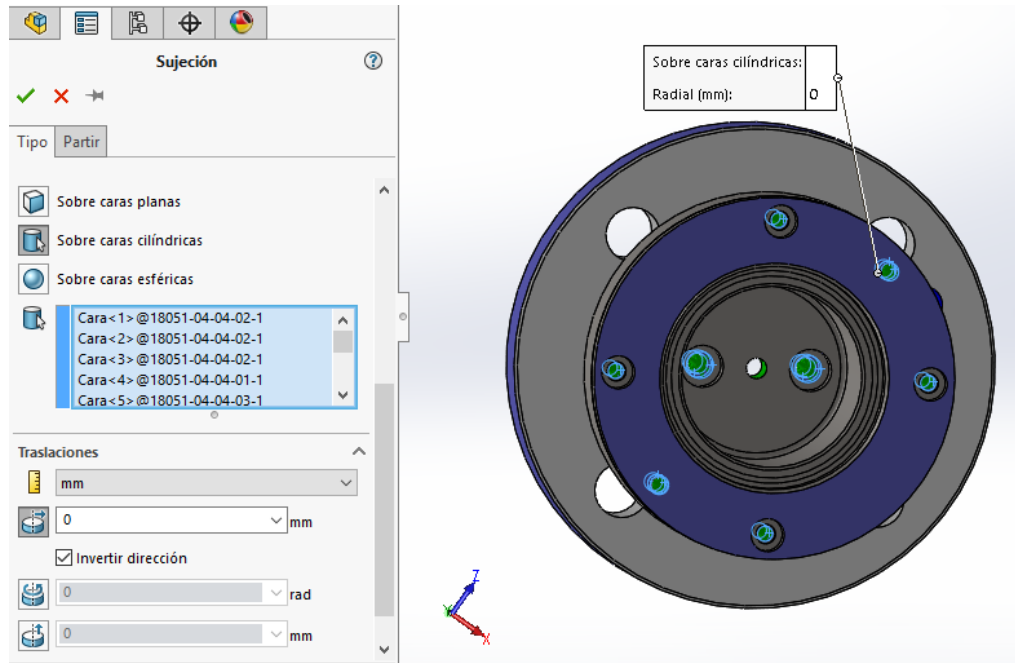 Sujeción
Tipo
Partir
Sobre caras planas
Sobre caras cilíndricas
Sobre caras esféricas
Cara<1>@18051-04-04-02-1
Cara<2>@18051-04-04-02-1
Cara<3>@18051-04-04-02-1
Cara<4>@18051-04-04-01-1
Cara<5>@18051-04-04-03-1
Traslaciones
mm
0 mm
Invertir dirección
0 rad
0 mm
Sobre caras cilíndricas:
Radial (mm): 0
Z
Y
X